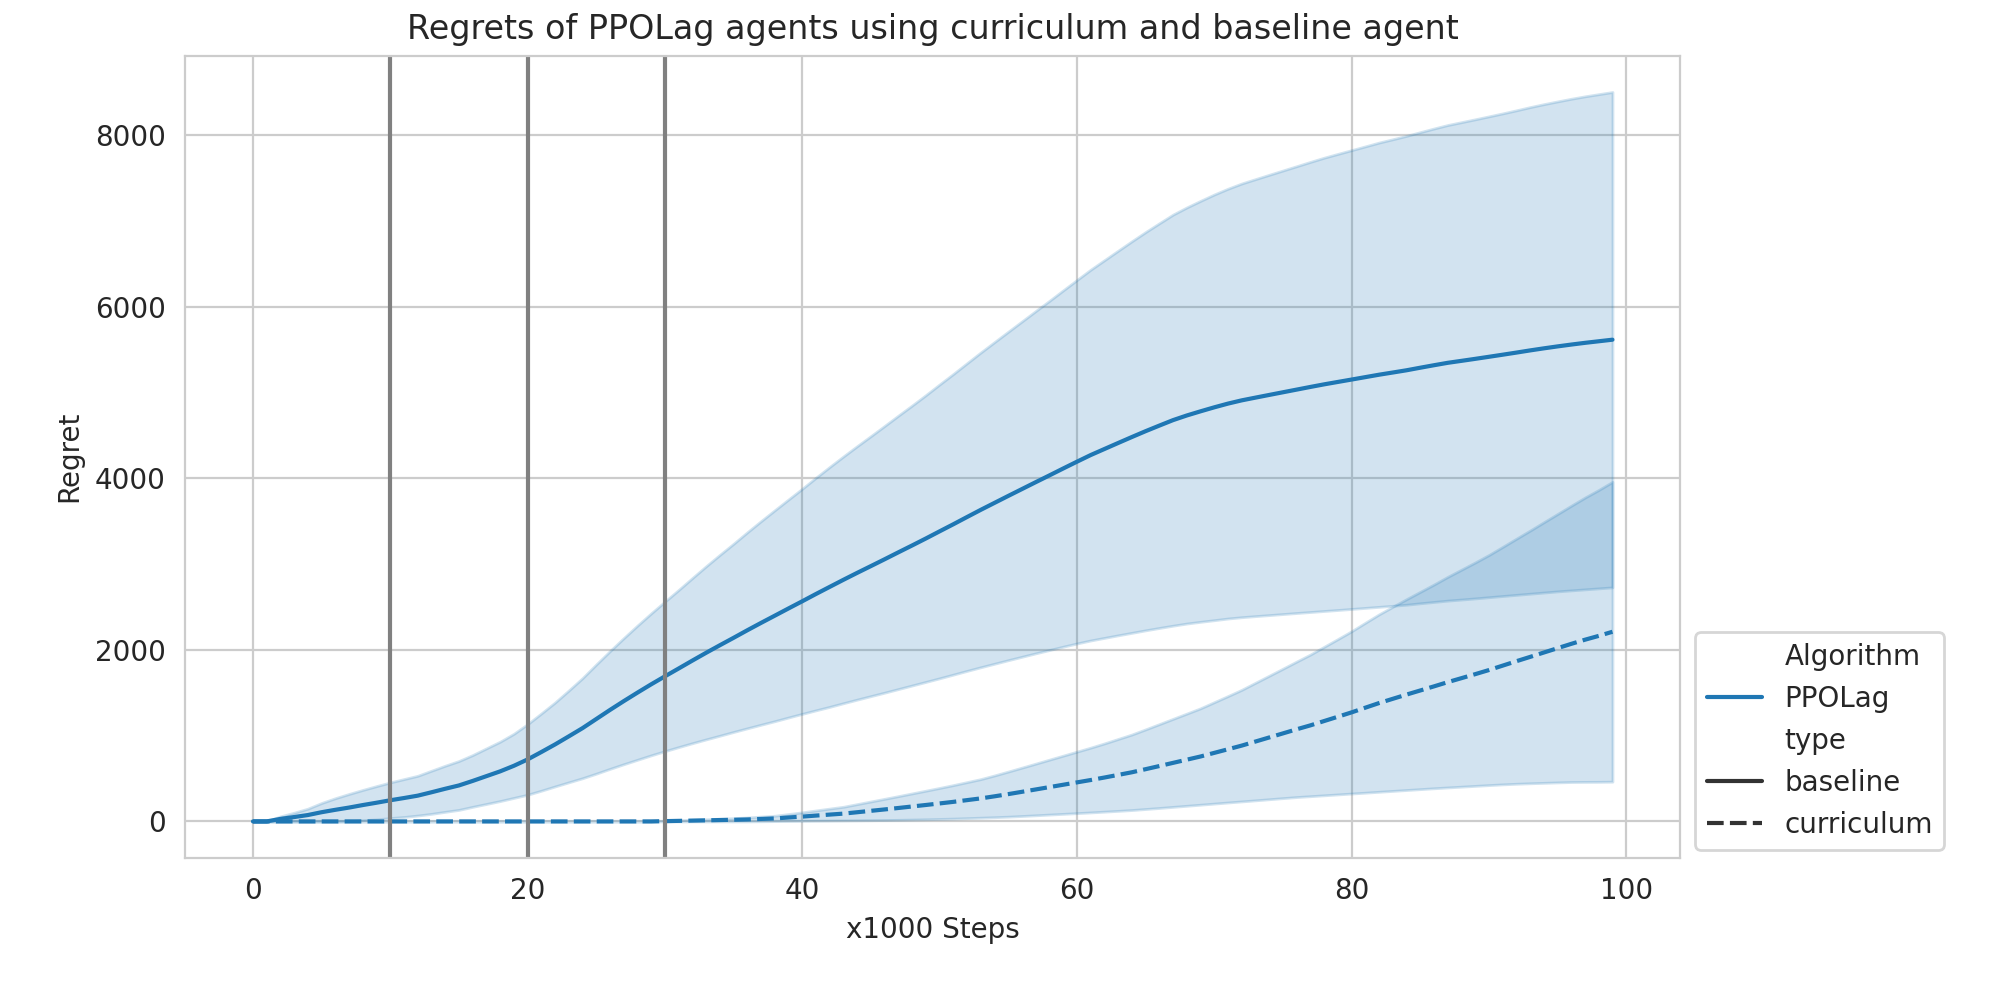 Regrets of PPOLag agents using curriculum and baseline agent
8000
6000
4000
2000
0
Regret
0 20 40 60 80 100
x1000 Steps
Algorithm
PPOLag
type
baseline
curriculum